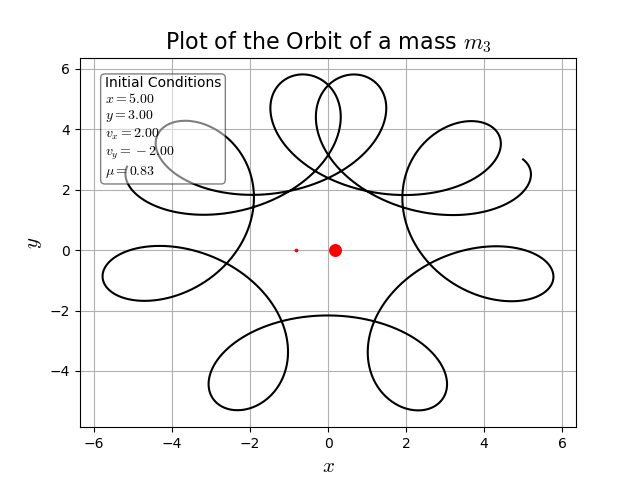 Plot of the Orbit of a mass m₃
Initial Conditions
x = 5.00
y = 3.00
vₓ = 2.00
v_y = −2.00
μ = 0.83
6
4
2
0
−2
−4
y
−6
−4
−2
0
2
4
6
x